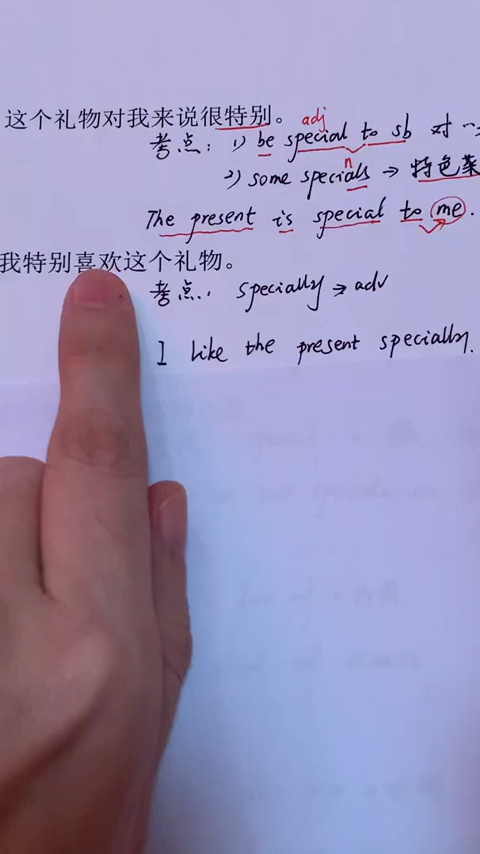 这个礼物对我来说很特别。
adj
考点：1) be special to sb 对
n
2) some specials → 特色菜
The present is special to me.
我特别喜欢这个礼物。
考点：specially → adv
I like the present specially.